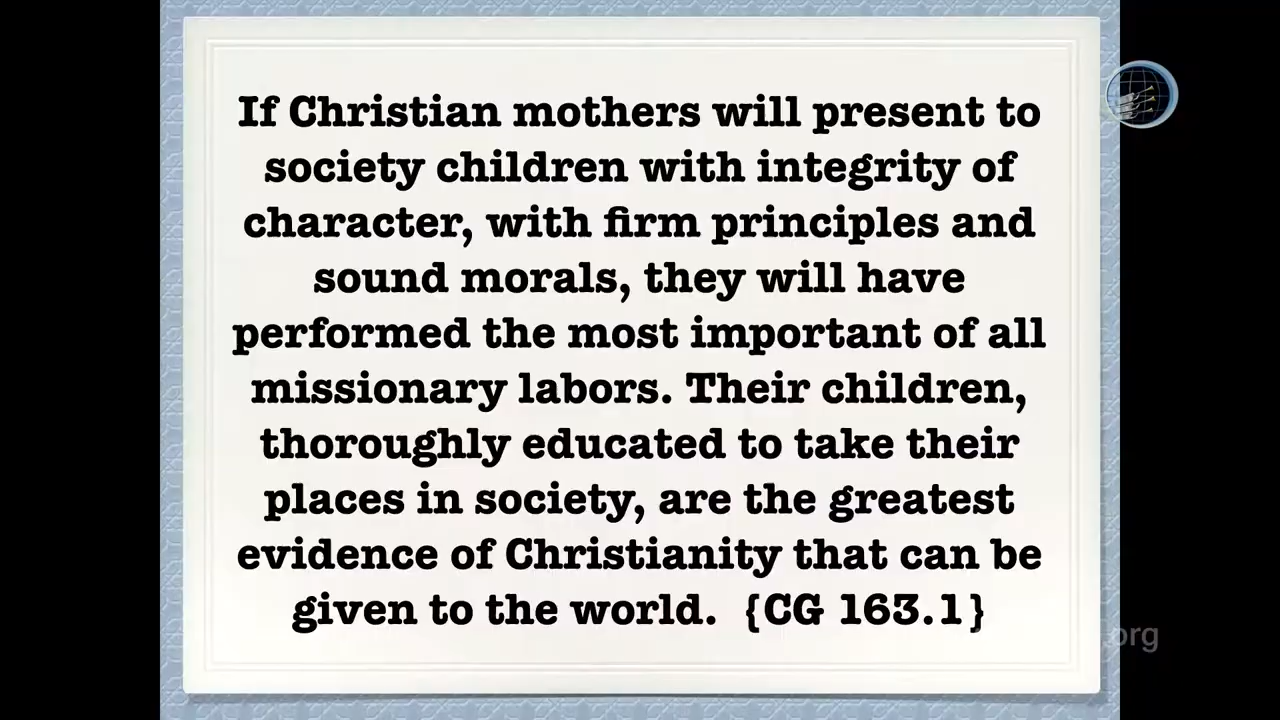 If Christian mothers will present to
society children with integrity of
character, with firm principles and
sound morals, they will have
performed the most important of all
missionary labors. Their children,
thoroughly educated to take their
places in society, are the greatest
evidence of Christianity that can be
given to the world. {CG 163.1}
.org